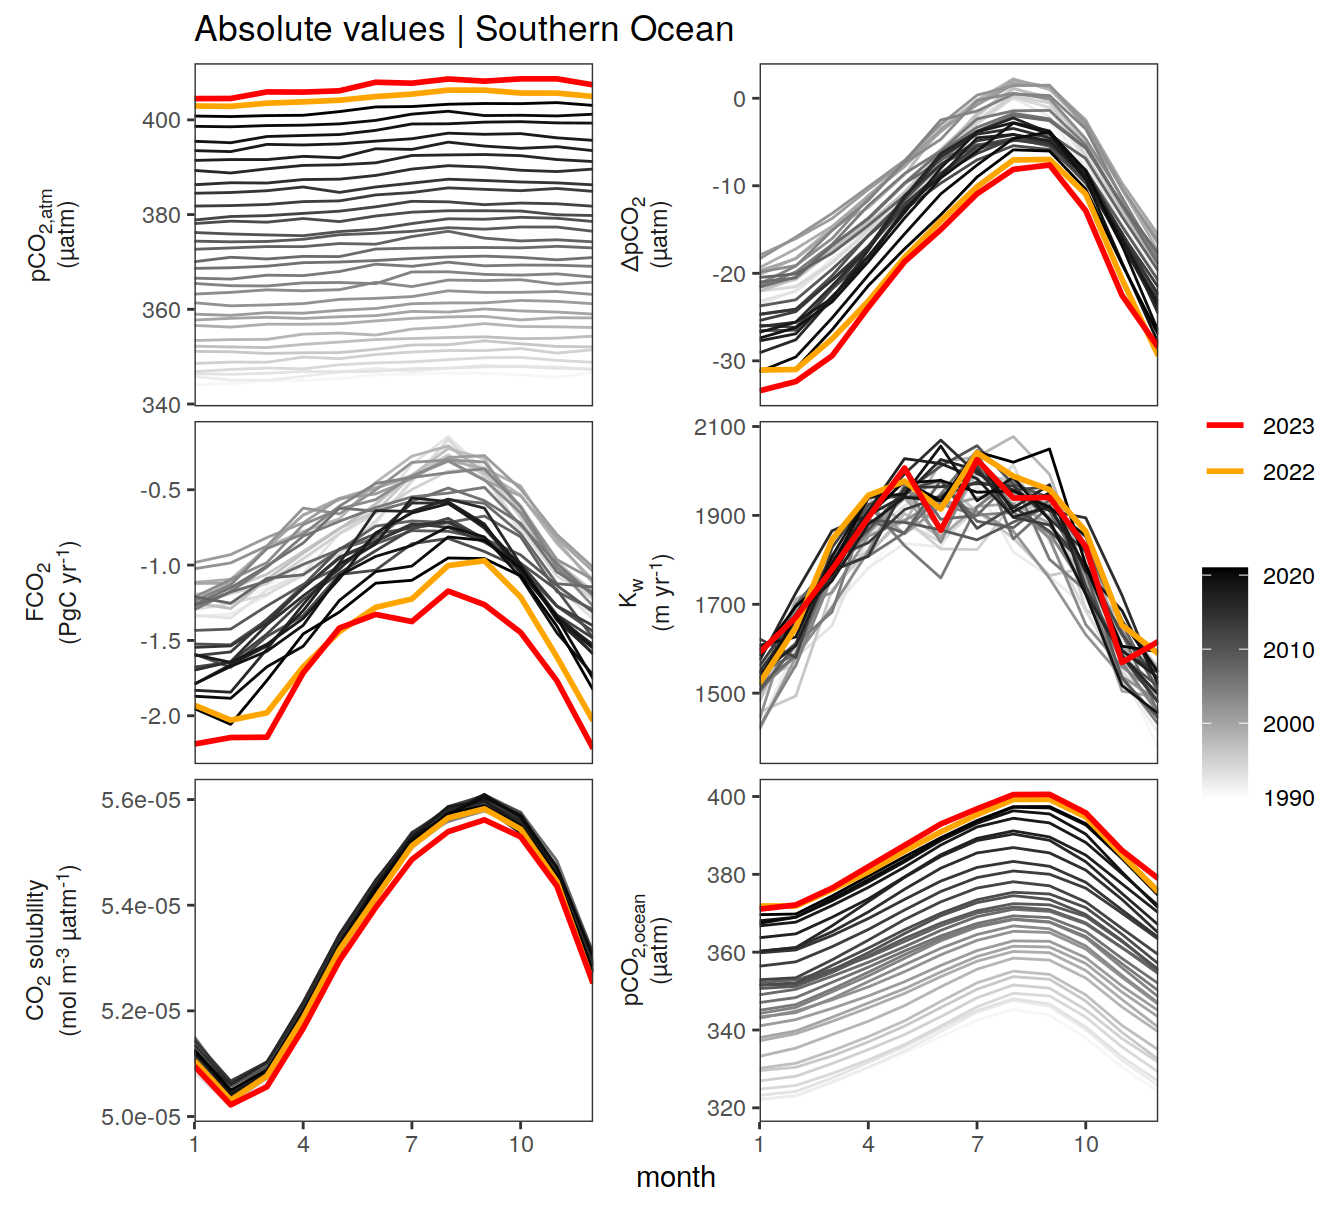 Absolute values | Southern Ocean
pCO2,atm
(µatm)
400
380
360
340
ΔpCO2
(µatm)
0
-10
-20
-30
FCO2
(PgC yr-1)
-0.5
-1.0
-1.5
-2.0
Kw
(m yr-1)
2100
1900
1700
1500
CO2 solubility
(mol m-3 µatm-1)
5.6e-05
5.4e-05
5.2e-05
5.0e-05
pCO2,ocean
(µatm)
400
380
360
340
320
1 4 7 10
1 4 7 10
month
2023
2022
2020
2010
2000
1990